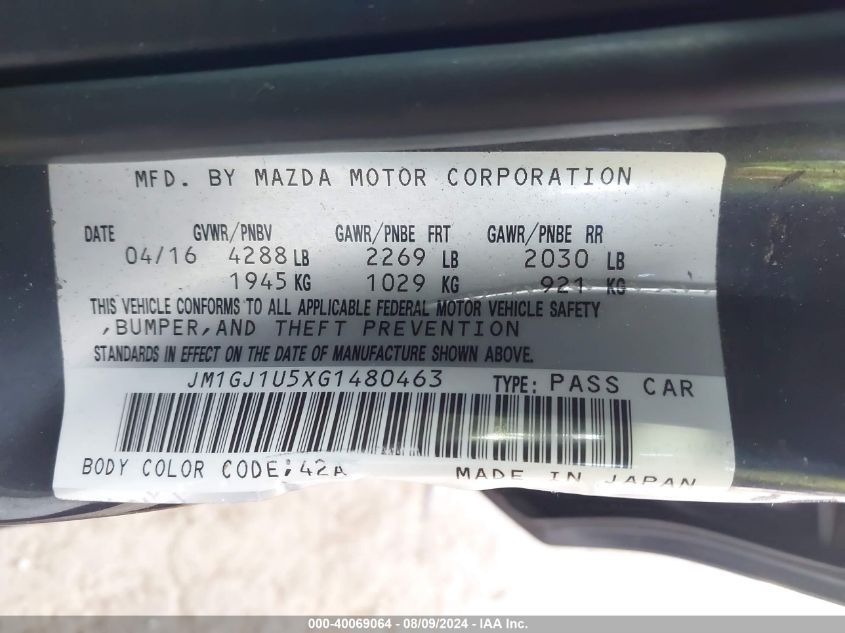 MFD. BY MAZDA MOTOR CORPORATION
DATE GVWR/PNBV GAWR/PNBE FRT GAWR/PNBE RR
04/16 4288 LB 2269 LB 2030 LB
1945 KG 1029 KG 921 KG
THIS VEHICLE CONFORMS TO ALL APPLICABLE FEDERAL MOTOR VEHICLE SAFETY
,BUMPER,AND THEFT PREVENTION
STANDARDS IN EFFECT ON THE DATE OF MANUFACTURE SHOWN ABOVE.
JM1GJ1U5XG1480463 TYPE: PASS CAR
BODY COLOR CODE:42A MADE IN JAPAN
000-40069064 - 08/09/2024 - IAA Inc.